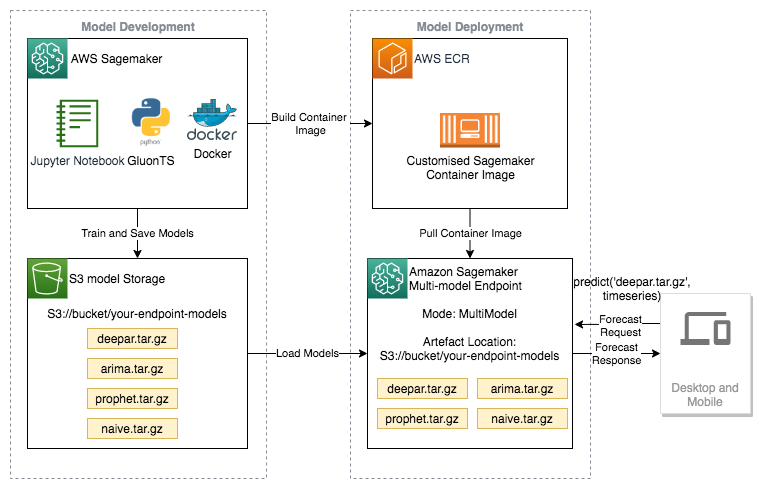 Model Development
AWS Sagemaker
Jupyter Notebook
python
GluonTS
docker
Docker
Build Container
Image
Model Deployment
AWS ECR
Customised Sagemaker
Container Image
Train and Save Models
Pull Container Image
S3 model Storage
S3://bucket/your-endpoint-models
deepar.tar.gz
arima.tar.gz
prophet.tar.gz
naive.tar.gz
Load Models
Amazon Sagemaker
Multi-model Endpoint
Mode: MultiModel
Artefact Location:
S3://bucket/your-endpoint-models
deepar.tar.gz
arima.tar.gz
prophet.tar.gz
naive.tar.gz
predict('deepar.tar.gz',
timeseries)
Forecast
Request
Forecast
Response
Desktop and
Mobile